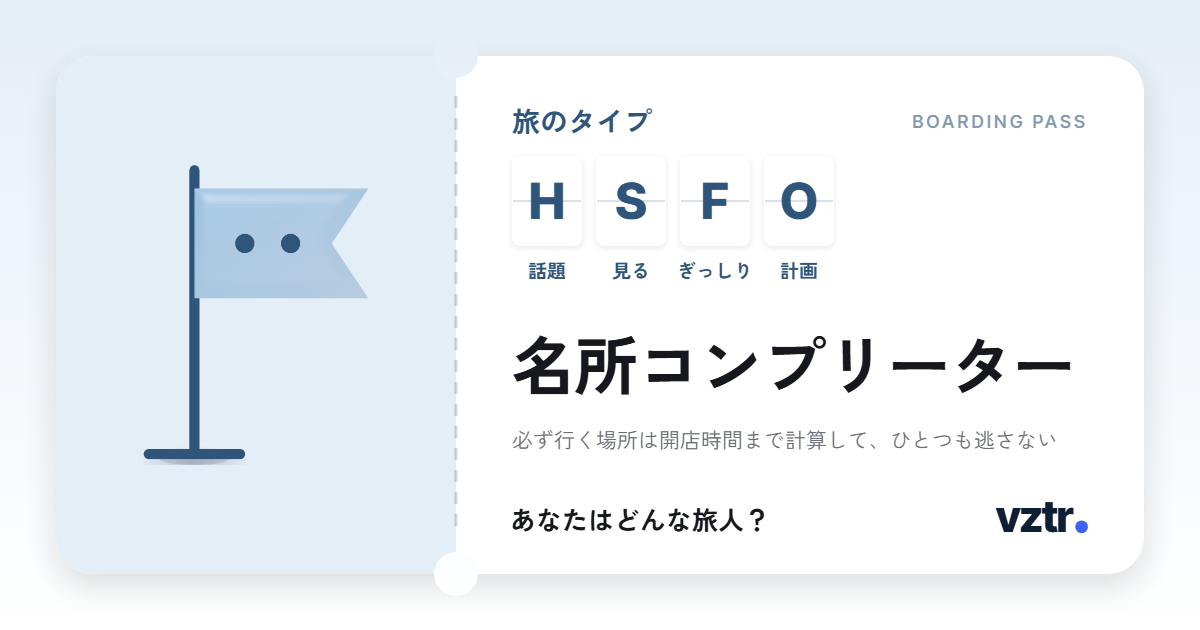 旅のタイプ
BOARDING PASS
H S F O
話題 見る ぎっしり 計画
名所コンプリーター
必ず行く場所は開店時間まで計算して、ひとつも逃さない
あなたはどんな旅人？
vztr.